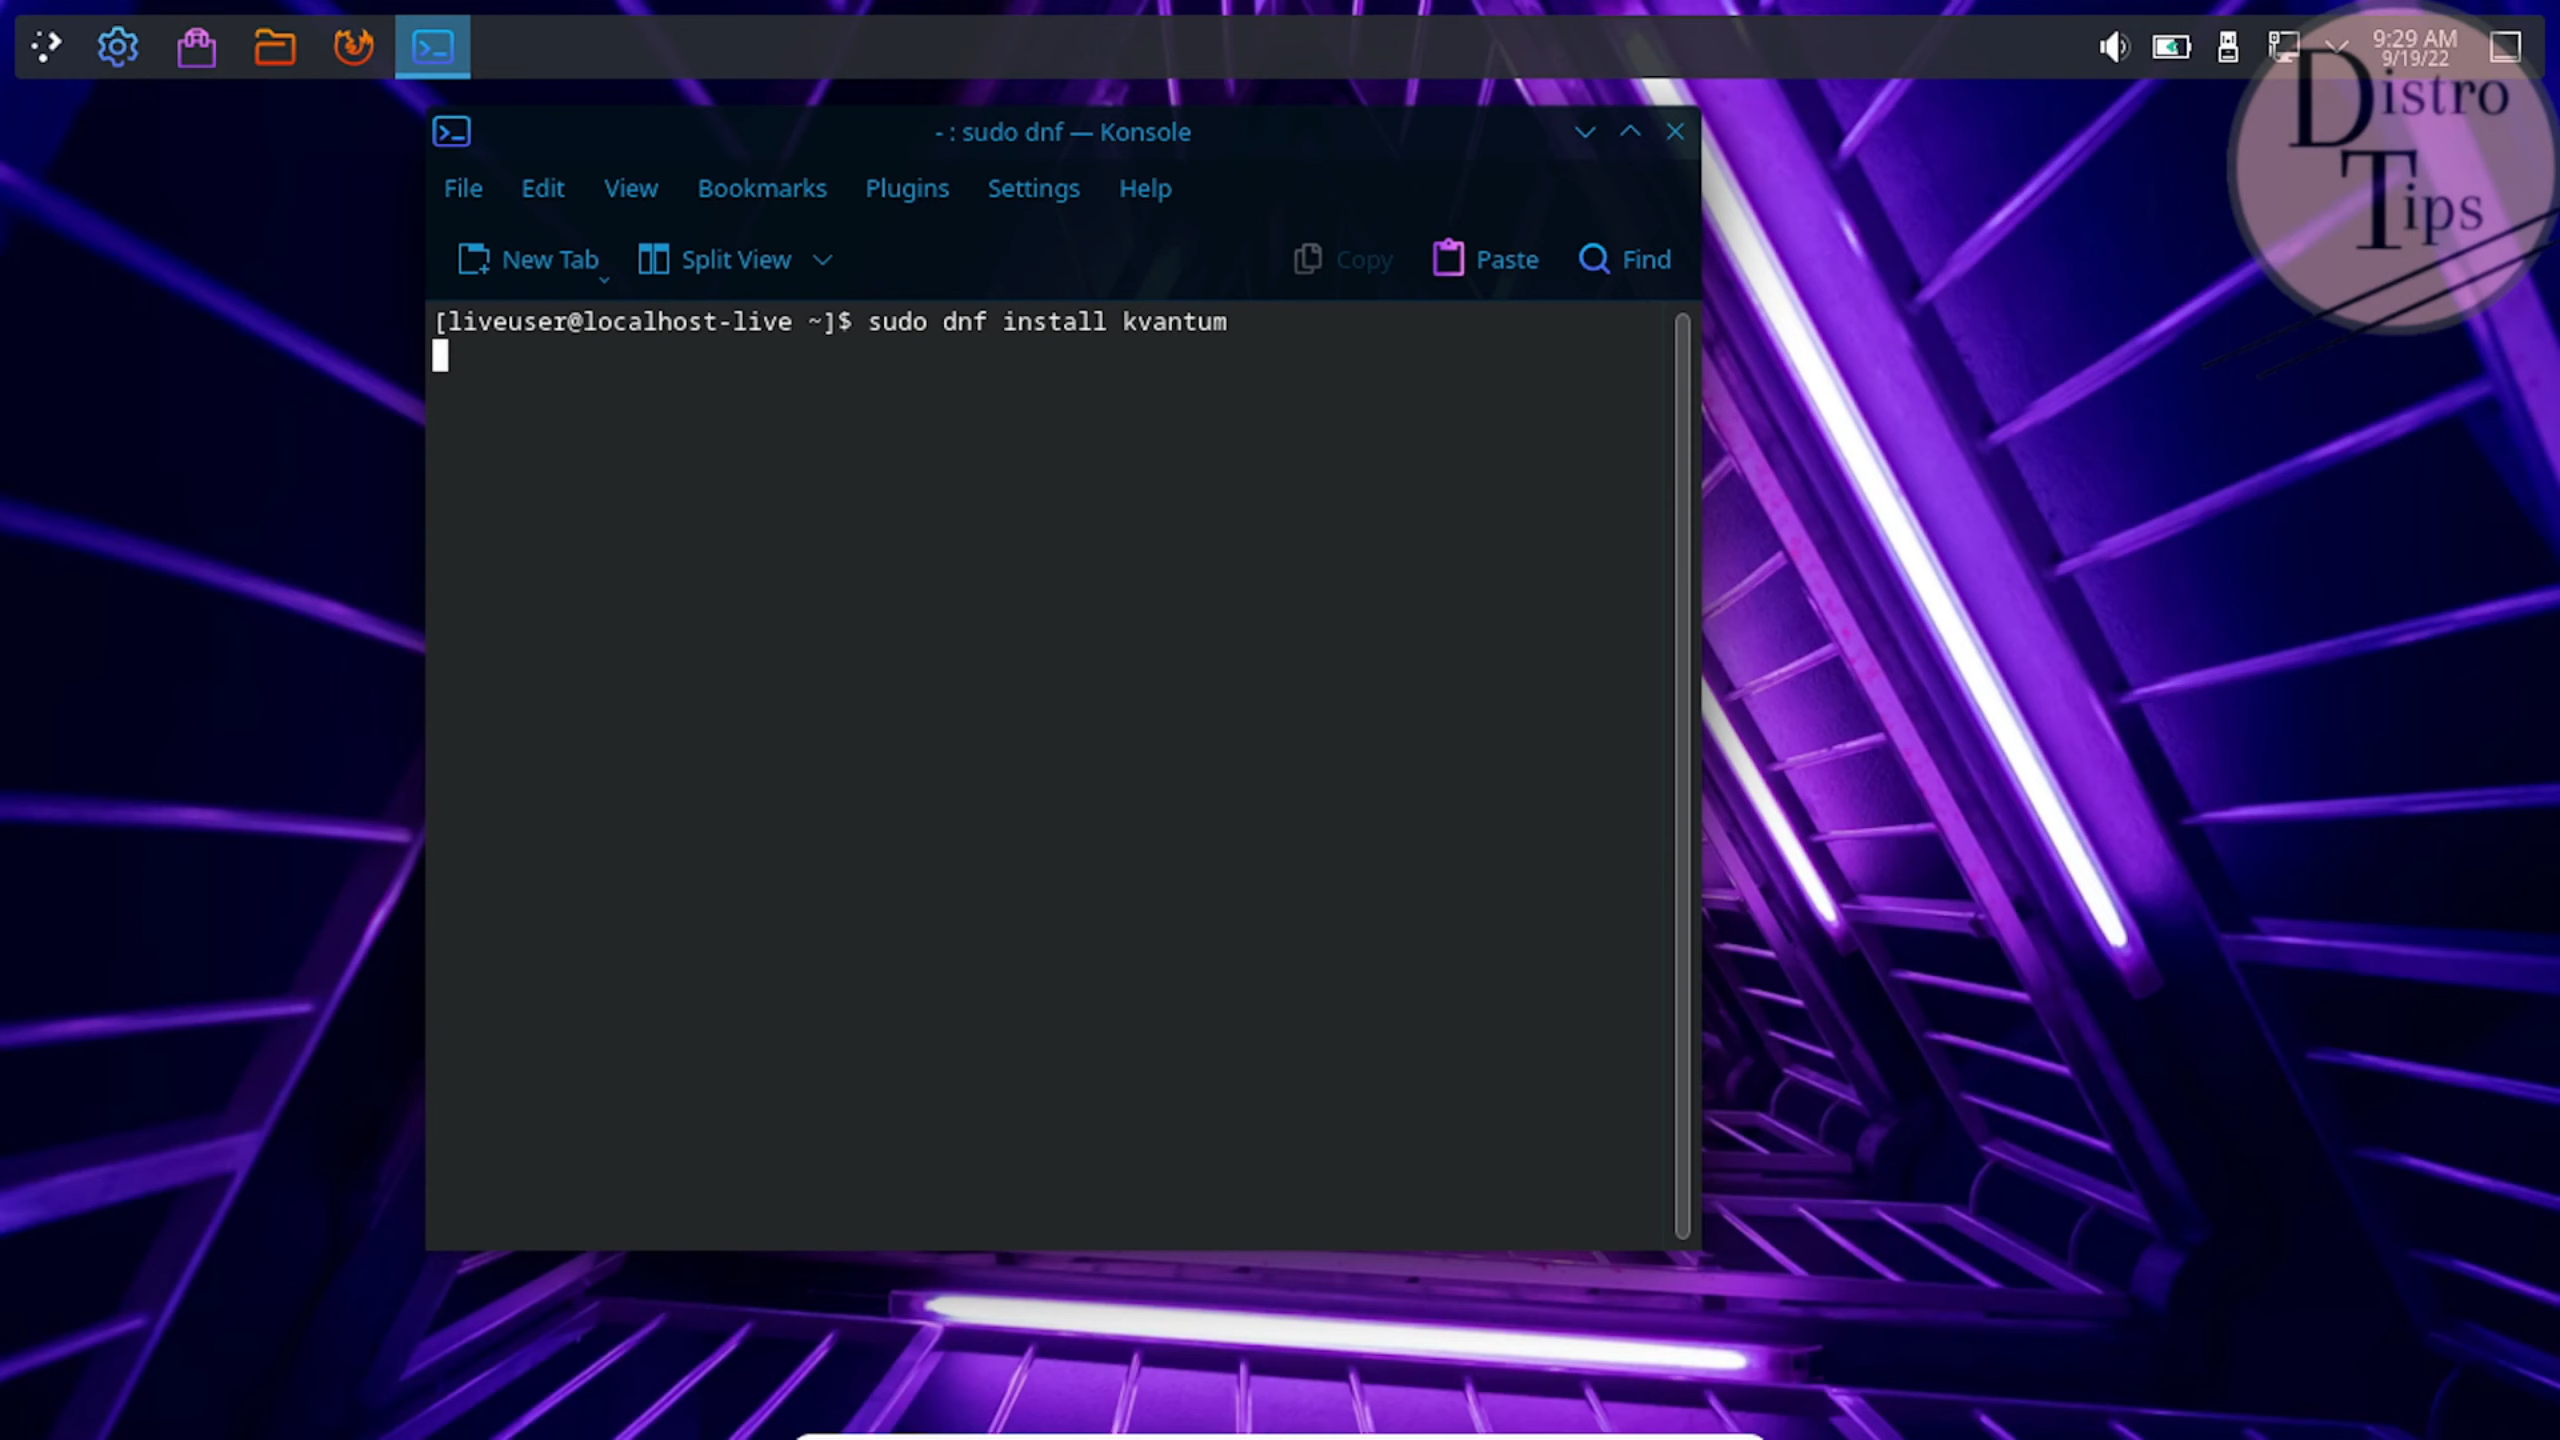 9:29 AM
9/19/22
Distro
Tips
- : sudo dnf — Konsole
File Edit View Bookmarks Plugins Settings Help
New Tab Split View Copy Paste Find
[liveuser@localhost-live ~]$ sudo dnf install kvantum